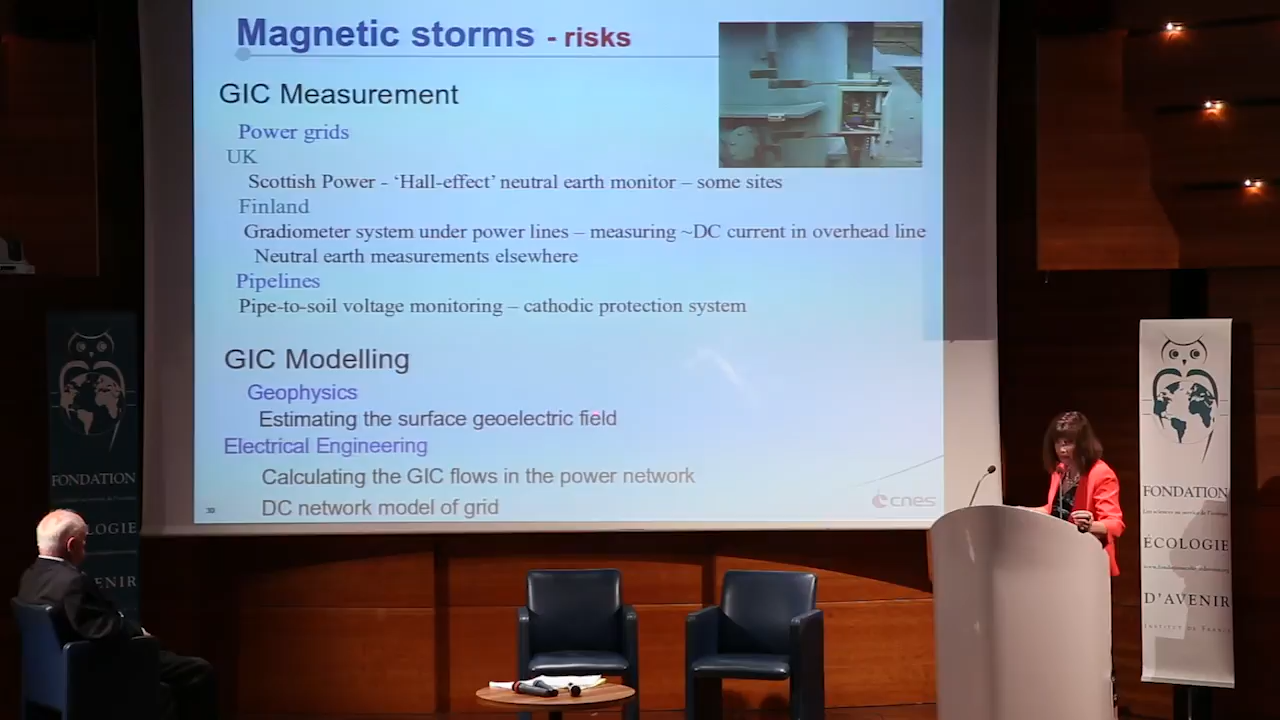 Magnetic storms - risks
GIC Measurement
Power grids
UK
Scottish Power - ‘Hall-effect’ neutral earth monitor – some sites
Finland
Gradiometer system under power lines – measuring ~DC current in overhead line
Neutral earth measurements elsewhere
Pipelines
Pipe-to-soil voltage monitoring – cathodic protection system
GIC Modelling
Geophysics
Estimating the surface geoelectric field
Electrical Engineering
Calculating the GIC flows in the power network
DC network model of grid
cnes
FONDATION
LOGIE
ENIR
FONDATION
ÉCOLOGIE
D'AVENIR